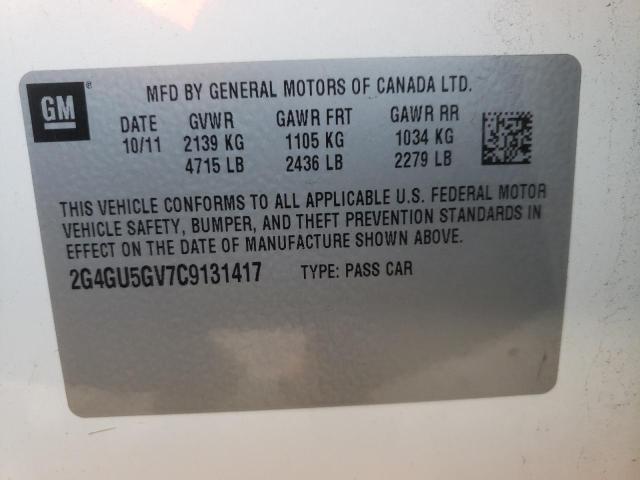 GM ®
MFD BY GENERAL MOTORS OF CANADA LTD.
DATE GVWR GAWR FRT GAWR RR
10/11 2139 KG 1105 KG 1034 KG
4715 LB 2436 LB 2279 LB
THIS VEHICLE CONFORMS TO ALL APPLICABLE U.S. FEDERAL MOTOR
VEHICLE SAFETY, BUMPER, AND THEFT PREVENTION STANDARDS IN
EFFECT ON THE DATE OF MANUFACTURE SHOWN ABOVE.
2G4GU5GV7C9131417 TYPE: PASS CAR